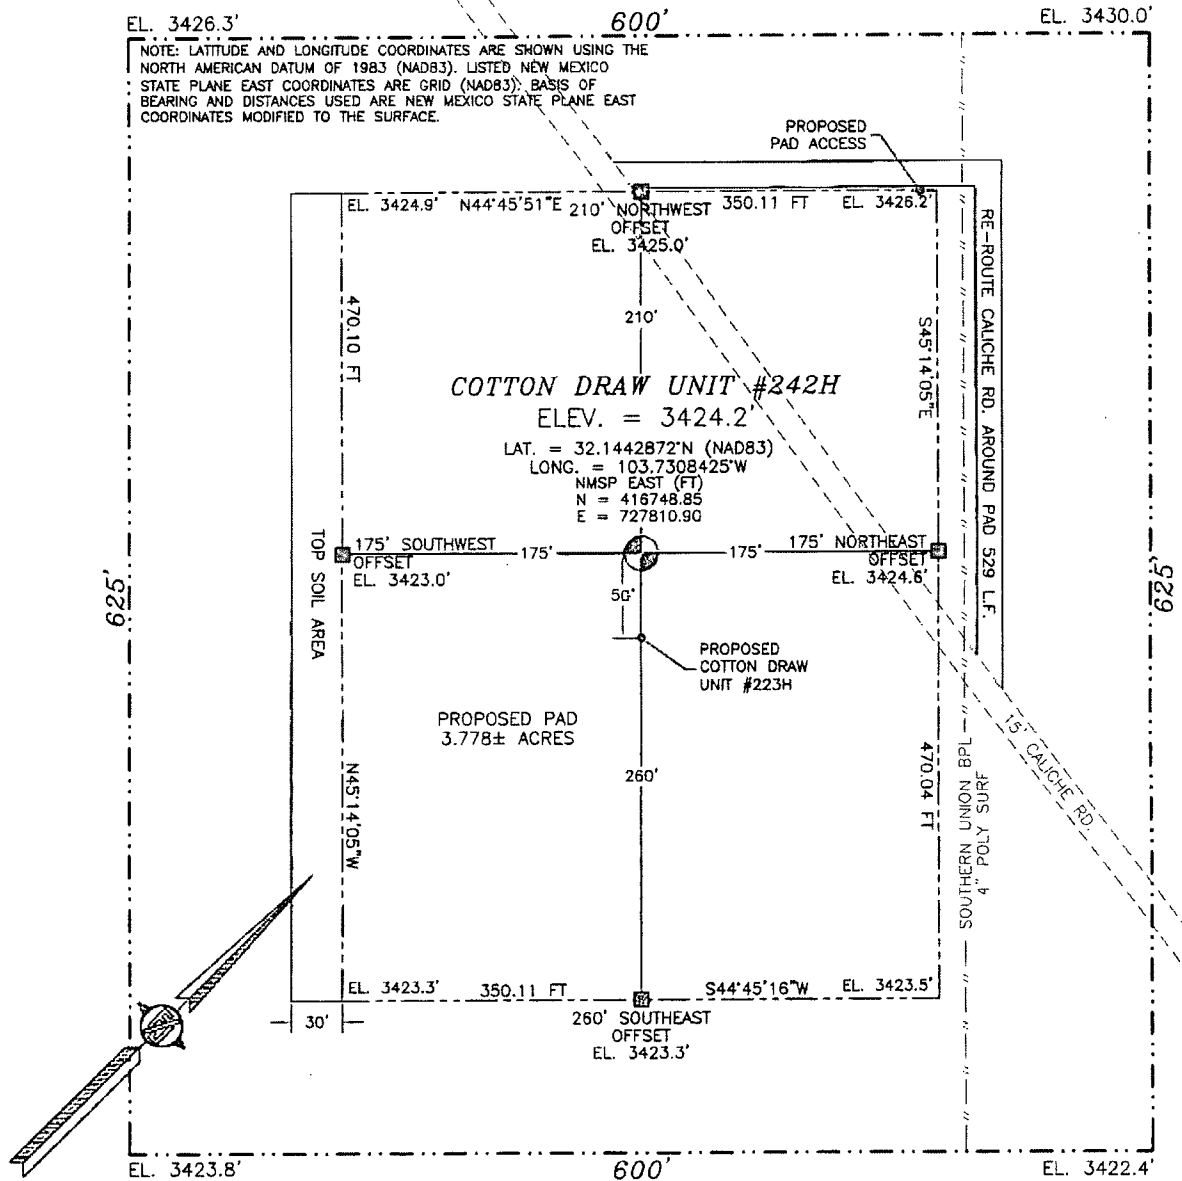 EL. 3426.3'
600'
EL. 3430.0'
NOTE: LATITUDE AND LONGITUDE COORDINATES ARE SHOWN USING THE
NORTH AMERICAN DATUM OF 1983 (NAD83). LISTED NEW MEXICO
STATE PLANE EAST COORDINATES ARE GRID (NAD83). BASIS OF
BEARING AND DISTANCES USED ARE NEW MEXICO STATE PLANE EAST
COORDINATES MODIFIED TO THE SURFACE.
PROPOSED
PAD ACCESS
EL. 3424.9'
N44°45'51"E
210' NORTHWEST
OFFSET
EL. 3425.0'
350.11 FT
EL. 3426.2'
470.10 FT
210'
S45°14'05"E
RE-ROUTE CALICHE RD. AROUND PAD 529 L.F.
COTTON DRAW UNIT #242H
ELEV. = 3424.2'
LAT. = 32.1442872°N (NAD83)
LONG. = 103.7308425°W
NMSP EAST (FT)
N = 416748.85
E = 727810.90
TOP SOIL AREA
175' SOUTHWEST
OFFSET
EL. 3423.0'
175'
175'
175' NORTHEAST
OFFSET
EL. 3424.6'
625'
625'
50'
PROPOSED
COTTON DRAW
UNIT #223H
PROPOSED PAD
3.778± ACRES
260'
N45°14'05"W
470.04 FT
SOUTHERN UNION BPL
4" POLY SURF
15' CALICHE RD.
EL. 3423.3'
350.11 FT
S44°45'16"W
EL. 3423.5'
30'
260' SOUTHEAST
OFFSET
EL. 3423.3'
EL. 3423.8'
600'
EL. 3422.4'